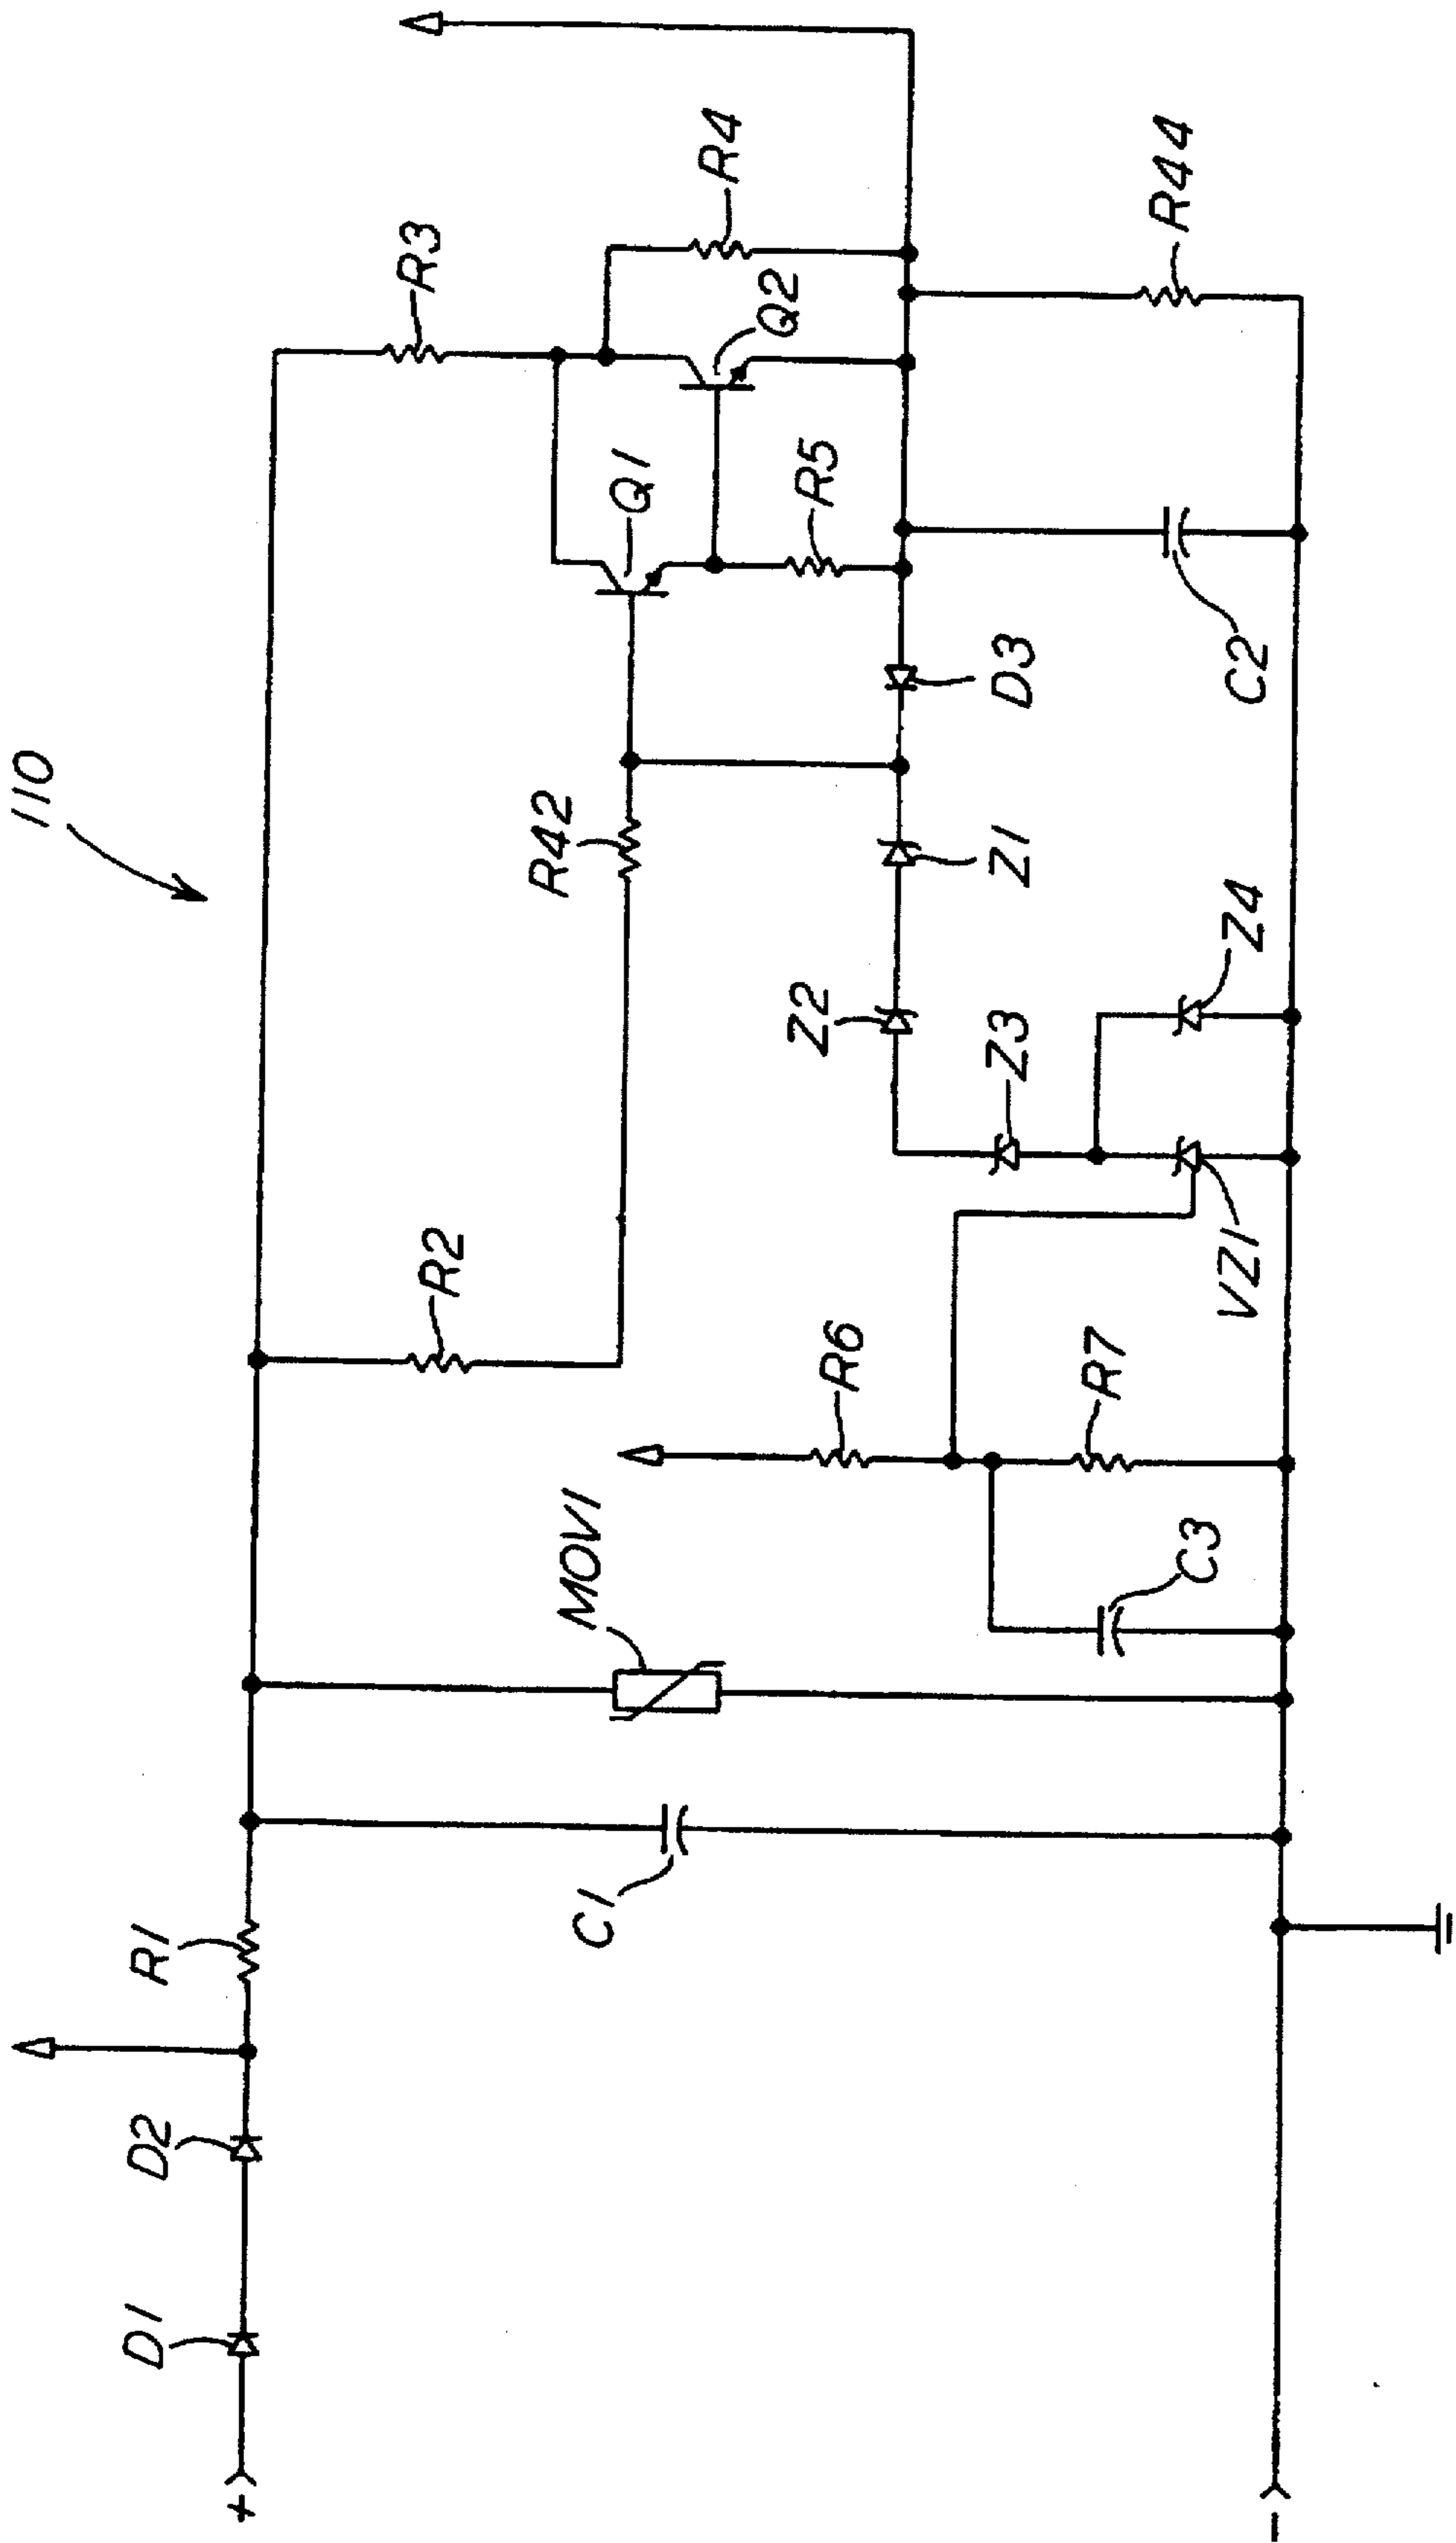 110
D1
D2
R1
C1
MOV1
R2
R6
R7
C3
VZ1
Z3
Z4
Z2
Z1
R42
D3
Q1
R5
C2
R3
Q2
R4
R44
+
-